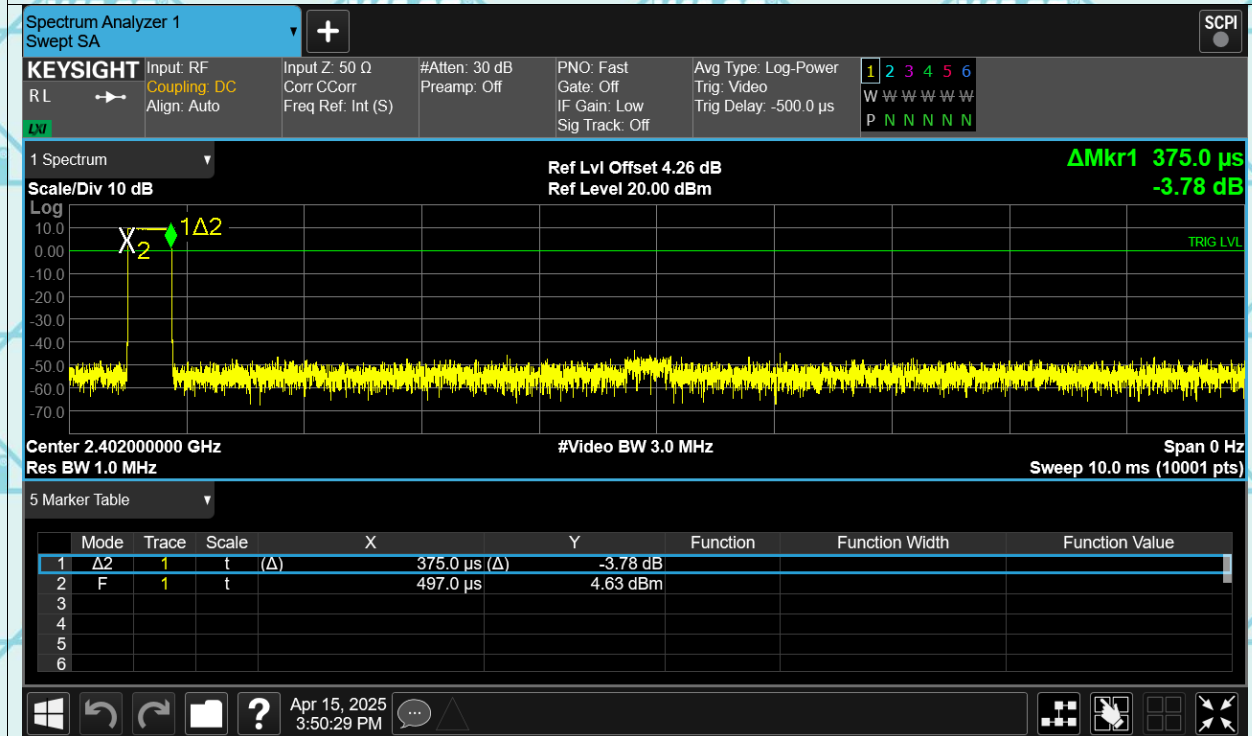 Spectrum Analyzer 1
Swept SA
+
SCPI
KEYSIGHT
R L
LXI
Input: RF
Coupling: DC
Align: Auto
Input Z: 50 Ω
Corr CCorr
Freq Ref: Int (S)
#Atten: 30 dB
Preamp: Off
PNO: Fast
Gate: Off
IF Gain: Low
Sig Track: Off
Avg Type: Log-Power
Trig: Video
Trig Delay: -500.0 µs
1 2 3 4 5 6
W W W W W W
P N N N N N
1 Spectrum
Scale/Div 10 dB
Ref Lvl Offset 4.26 dB
Ref Level 20.00 dBm
ΔMkr1 375.0 µs
-3.78 dB
Log
10.0
0.00
-10.0
-20.0
-30.0
-40.0
-50.0
-60.0
-70.0
X
2
1Δ2
TRIG LVL
Center 2.402000000 GHz
#Video BW 3.0 MHz
Span 0 Hz
Res BW 1.0 MHz
Sweep 10.0 ms (10001 pts)
5 Marker Table
Mode Trace Scale X Y Function Function Width Function Value
1 Δ2 1 t (Δ) 375.0 µs (Δ) -3.78 dB
2 F 1 t 497.0 µs 4.63 dBm
3
4
5
6
?
Apr 15, 2025
3:50:29 PM